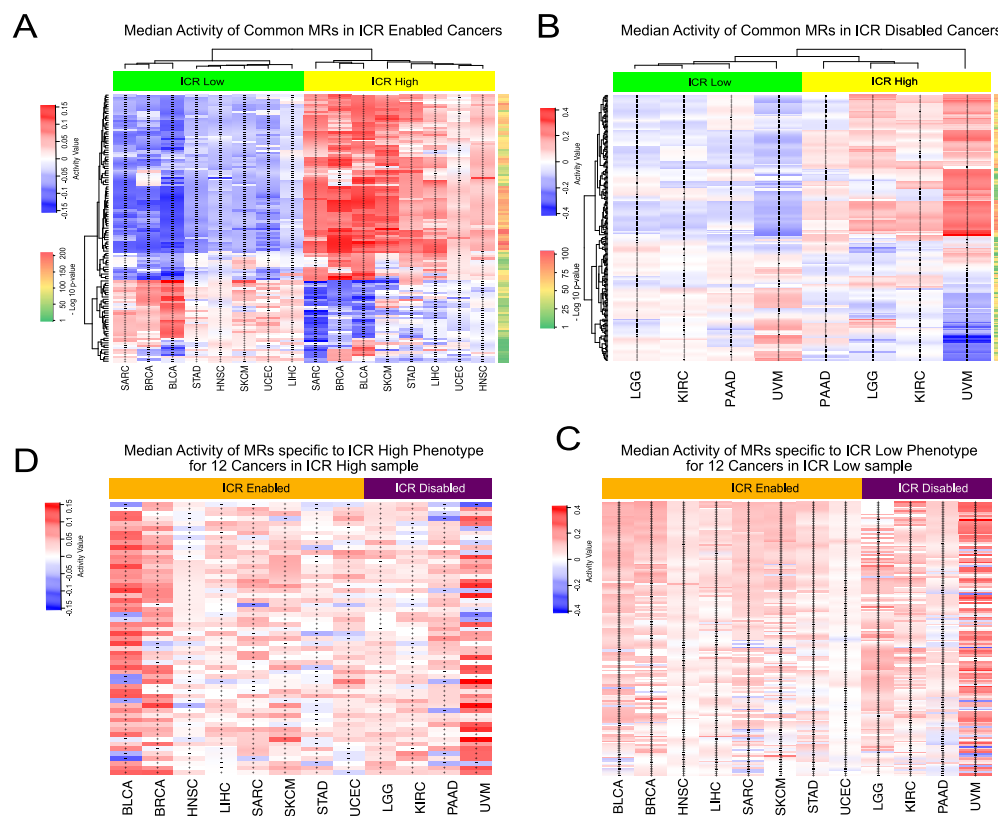 A
Median Activity of Common MRs in ICR Enabled Cancers
ICR Low
ICR High
0.15
0.1
0.05
0
-0.05
-0.1
-0.15
Activity Value
200
150
100
50
1
- Log 10 p-value
SARC
BRCA
BLCA
STAD
HNSC
SKCM
UCEC
LIHC
SARC
BRCA
BLCA
SKCM
STAD
LIHC
UCEC
HNSC
B
Median Activity of Common MRs in ICR Disabled Cancers
ICR Low
ICR High
0.4
0.2
0
-0.2
-0.4
Activity Value
100
75
50
25
1
- Log 10 p-value
LGG
KIRC
PAAD
UVM
PAAD
LGG
KIRC
UVM
D
Median Activity of MRs specific to ICR High Phenotype
for 12 Cancers in ICR High sample
ICR Enabled
ICR Disabled
0.15
0.1
0.05
0
-0.05
-0.1
-0.15
Activity Value
BLCA
BRCA
HNSC
LIHC
SARC
SKCM
STAD
UCEC
LGG
KIRC
PAAD
UVM
C
Median Activity of MRs specific to ICR Low Phenotype
for 12 Cancers in ICR Low sample
ICR Enabled
ICR Disabled
0.4
0.2
0
-0.2
-0.4
Activity Value
BLCA
BRCA
HNSC
LIHC
SARC
SKCM
STAD
UCEC
LGG
KIRC
PAAD
UVM